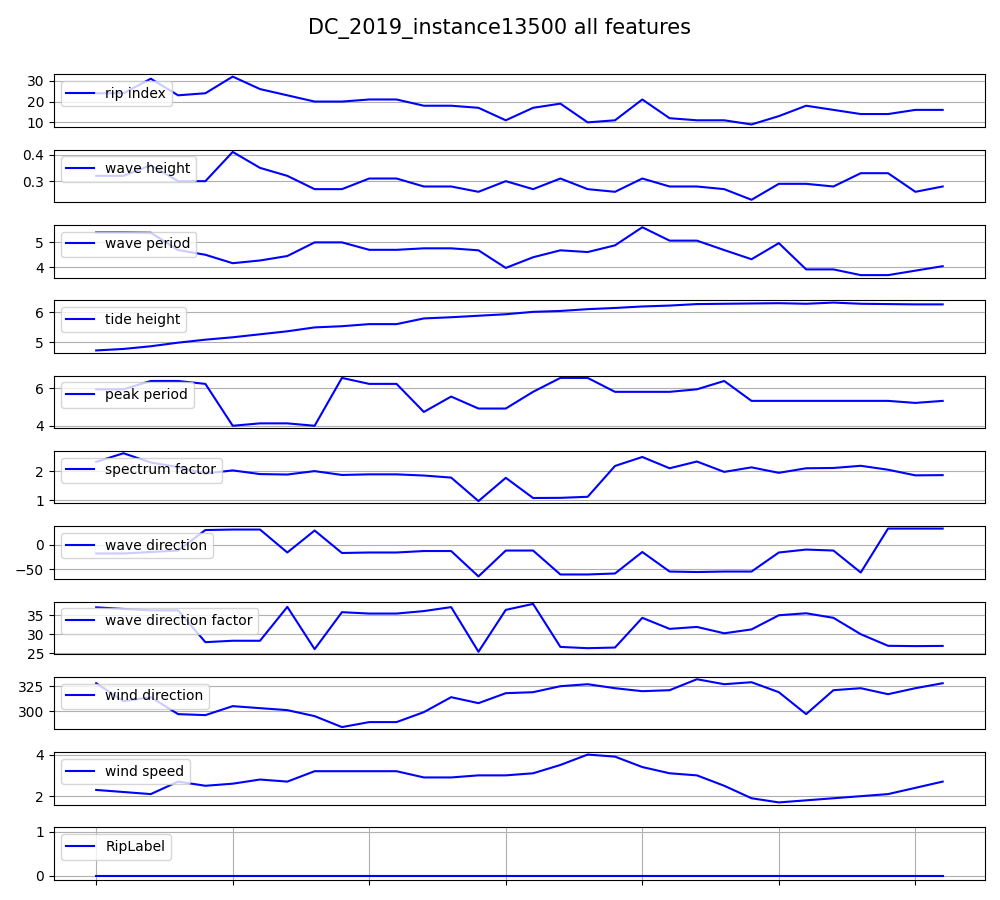 DC_2019_instance13500 all features
30
20
10
rip index
0.4
0.3
wave height
5
4
wave period
6
5
tide height
6
4
peak period
2
1
spectrum factor
0
−50
wave direction
35
30
25
wave direction factor
325
300
wind direction
4
2
wind speed
1
0
RipLabel